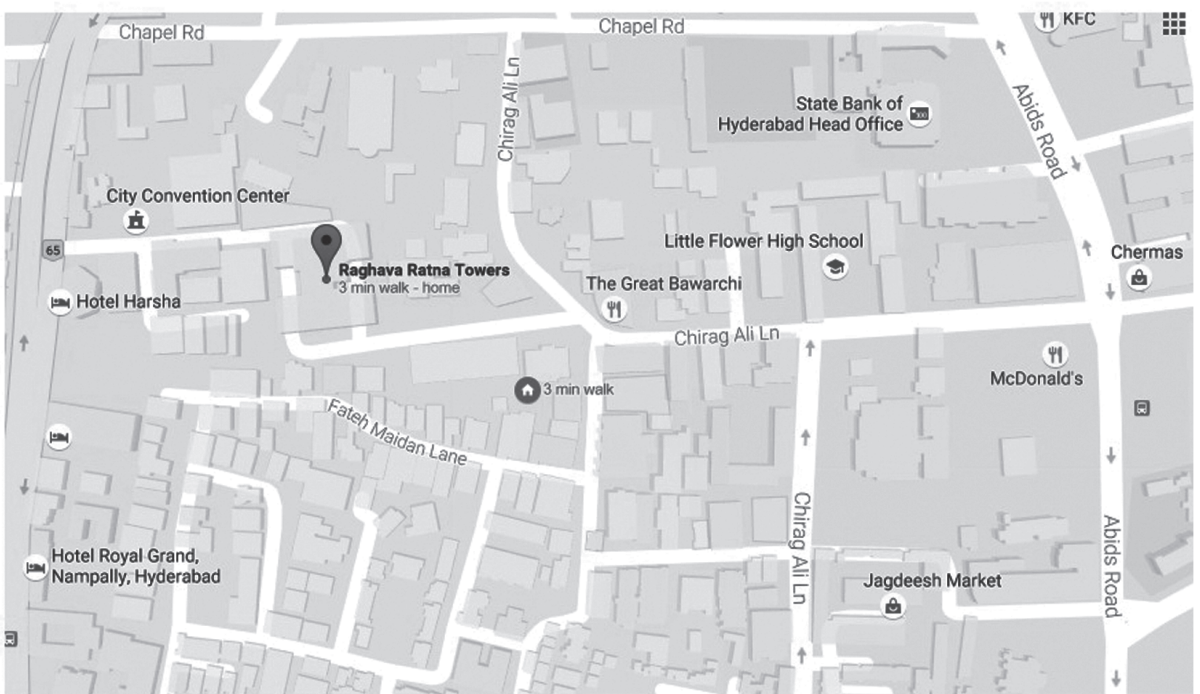 Chapel Rd
Chapel Rd
KFC
Chirag Ali Ln
Abids Road
State Bank of
Hyderabad Head Office
100
City Convention Center
65
Raghava Ratna Towers
3 min walk - home
Little Flower High School
Chermas
Hotel Harsha
The Great Bawarchi
Chirag Ali Ln
McDonald's
3 min walk
Fateh Maidan Lane
Chirag Ali Ln
Abids Road
Hotel Royal Grand,
Nampally, Hyderabad
Jagdeesh Market